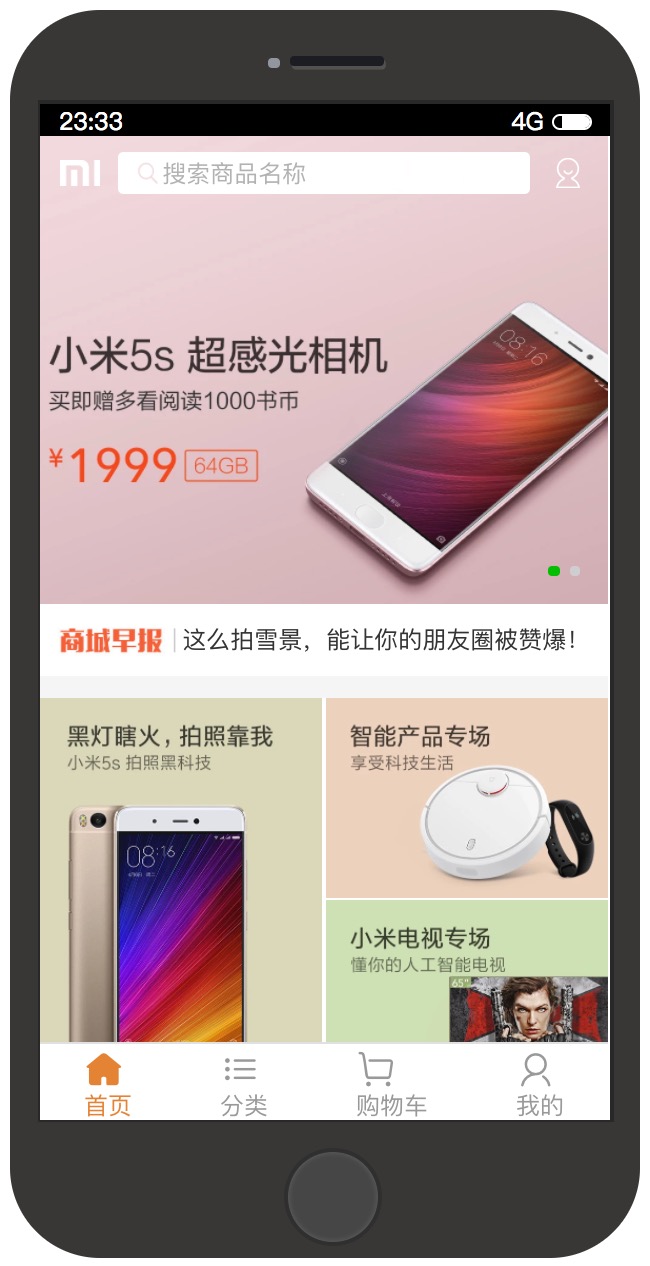 23:33 4G
mi 搜索商品名称
08:16
小米5s 超感光相机
买即赠多看阅读1000书币
¥1999 64GB
商城早报 这么拍雪景，能让你的朋友圈被赞爆！
黑灯瞎火，拍照靠我
小米5s 拍照黑科技
08:16
智能产品专场
享受科技生活
小米电视专场
懂你的人工智能电视
65"
首页 分类 购物车 我的